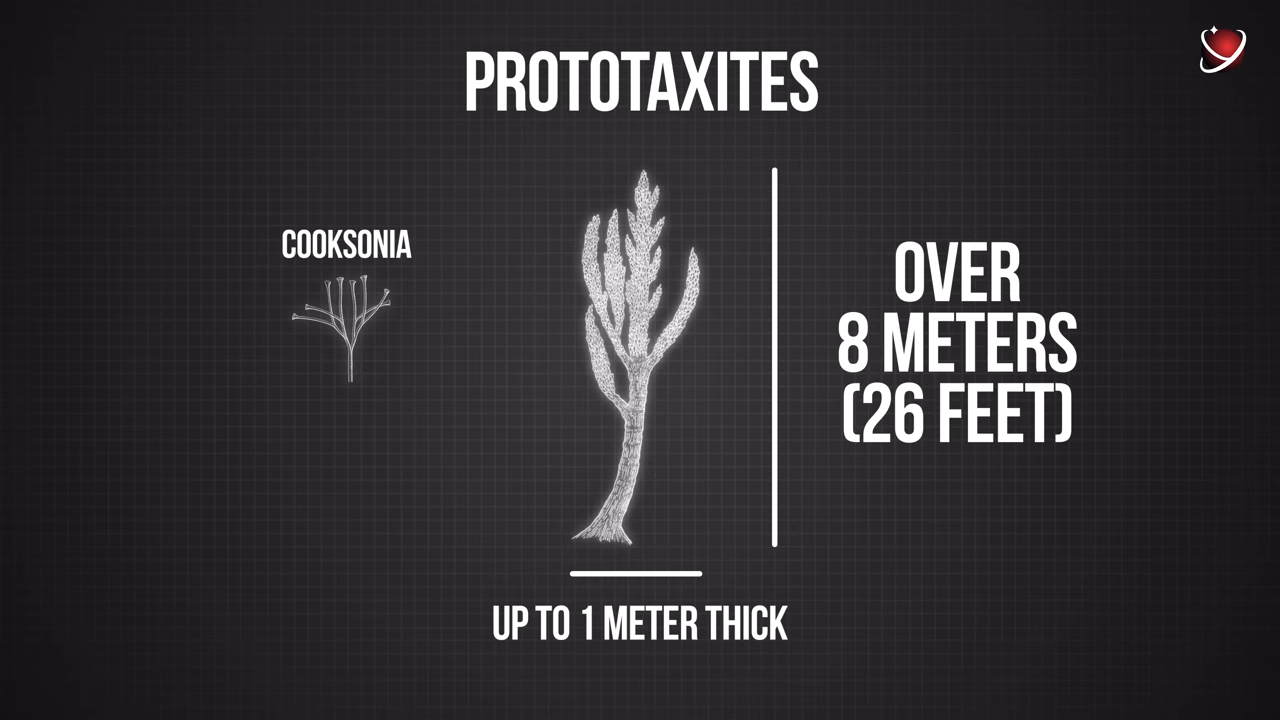 PROTOTAXITES
COOKSONIA
OVER
8 METERS
(26 FEET)
UP TO 1 METER THICK